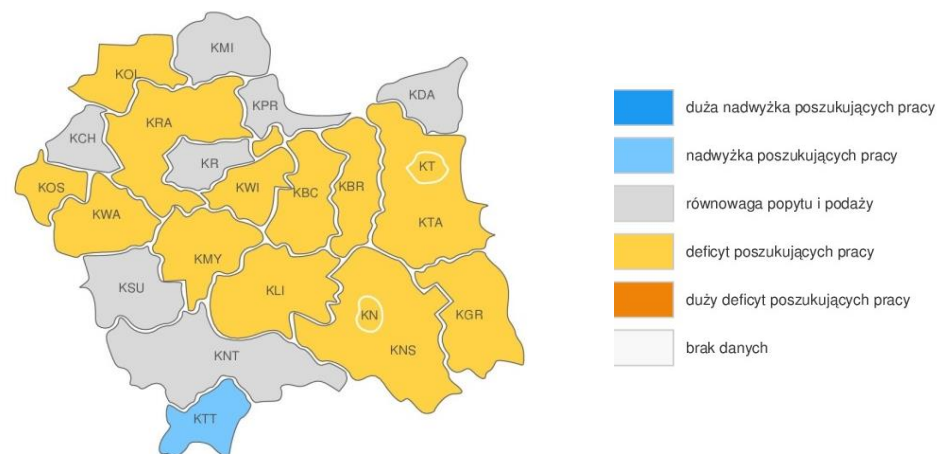 KMI
KOL
KPR
KDA
KRA
KCH
KR
KT
KOS
KWI
KBC
KBR
KWA
KTA
KMY
KSU
KLI
KN
KGR
KNT
KNS
KTT
duża nadwyżka poszukujących pracy
nadwyżka poszukujących pracy
równowaga popytu i podaży
deficyt poszukujących pracy
duży deficyt poszukujących pracy
brak danych